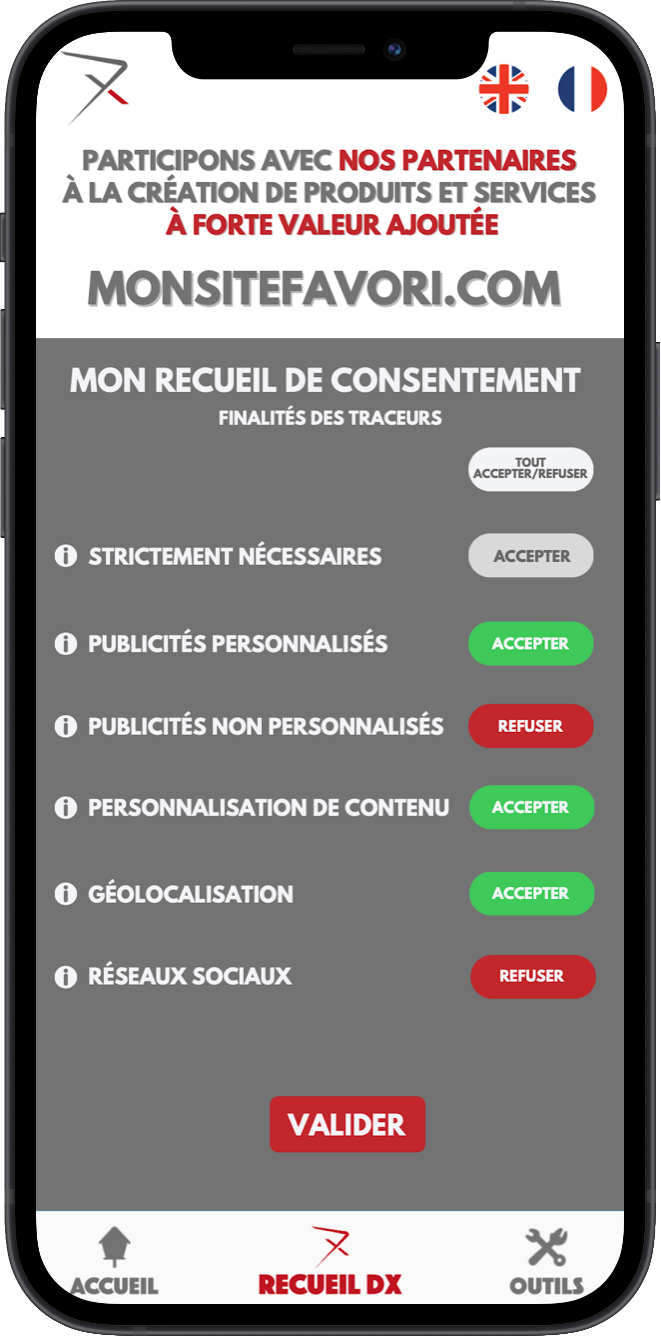 PARTICIPONS AVEC NOS PARTENAIRES
À LA CRÉATION DE PRODUITS ET SERVICES
À FORTE VALEUR AJOUTÉE
MONSITEFAVORI.COM
MON RECUEIL DE CONSENTEMENT
FINALITÉS DES TRACEURS
TOUT
ACCEPTER/REFUSER
STRICTEMENT NÉCESSAIRES ACCEPTER
PUBLICITÉS PERSONNALISÉS ACCEPTER
PUBLICITÉS NON PERSONNALISÉS REFUSER
PERSONNALISATION DE CONTENU ACCEPTER
GÉOLOCALISATION ACCEPTER
RÉSEAUX SOCIAUX REFUSER
VALIDER
ACCUEIL RECUEIL DX OUTILS